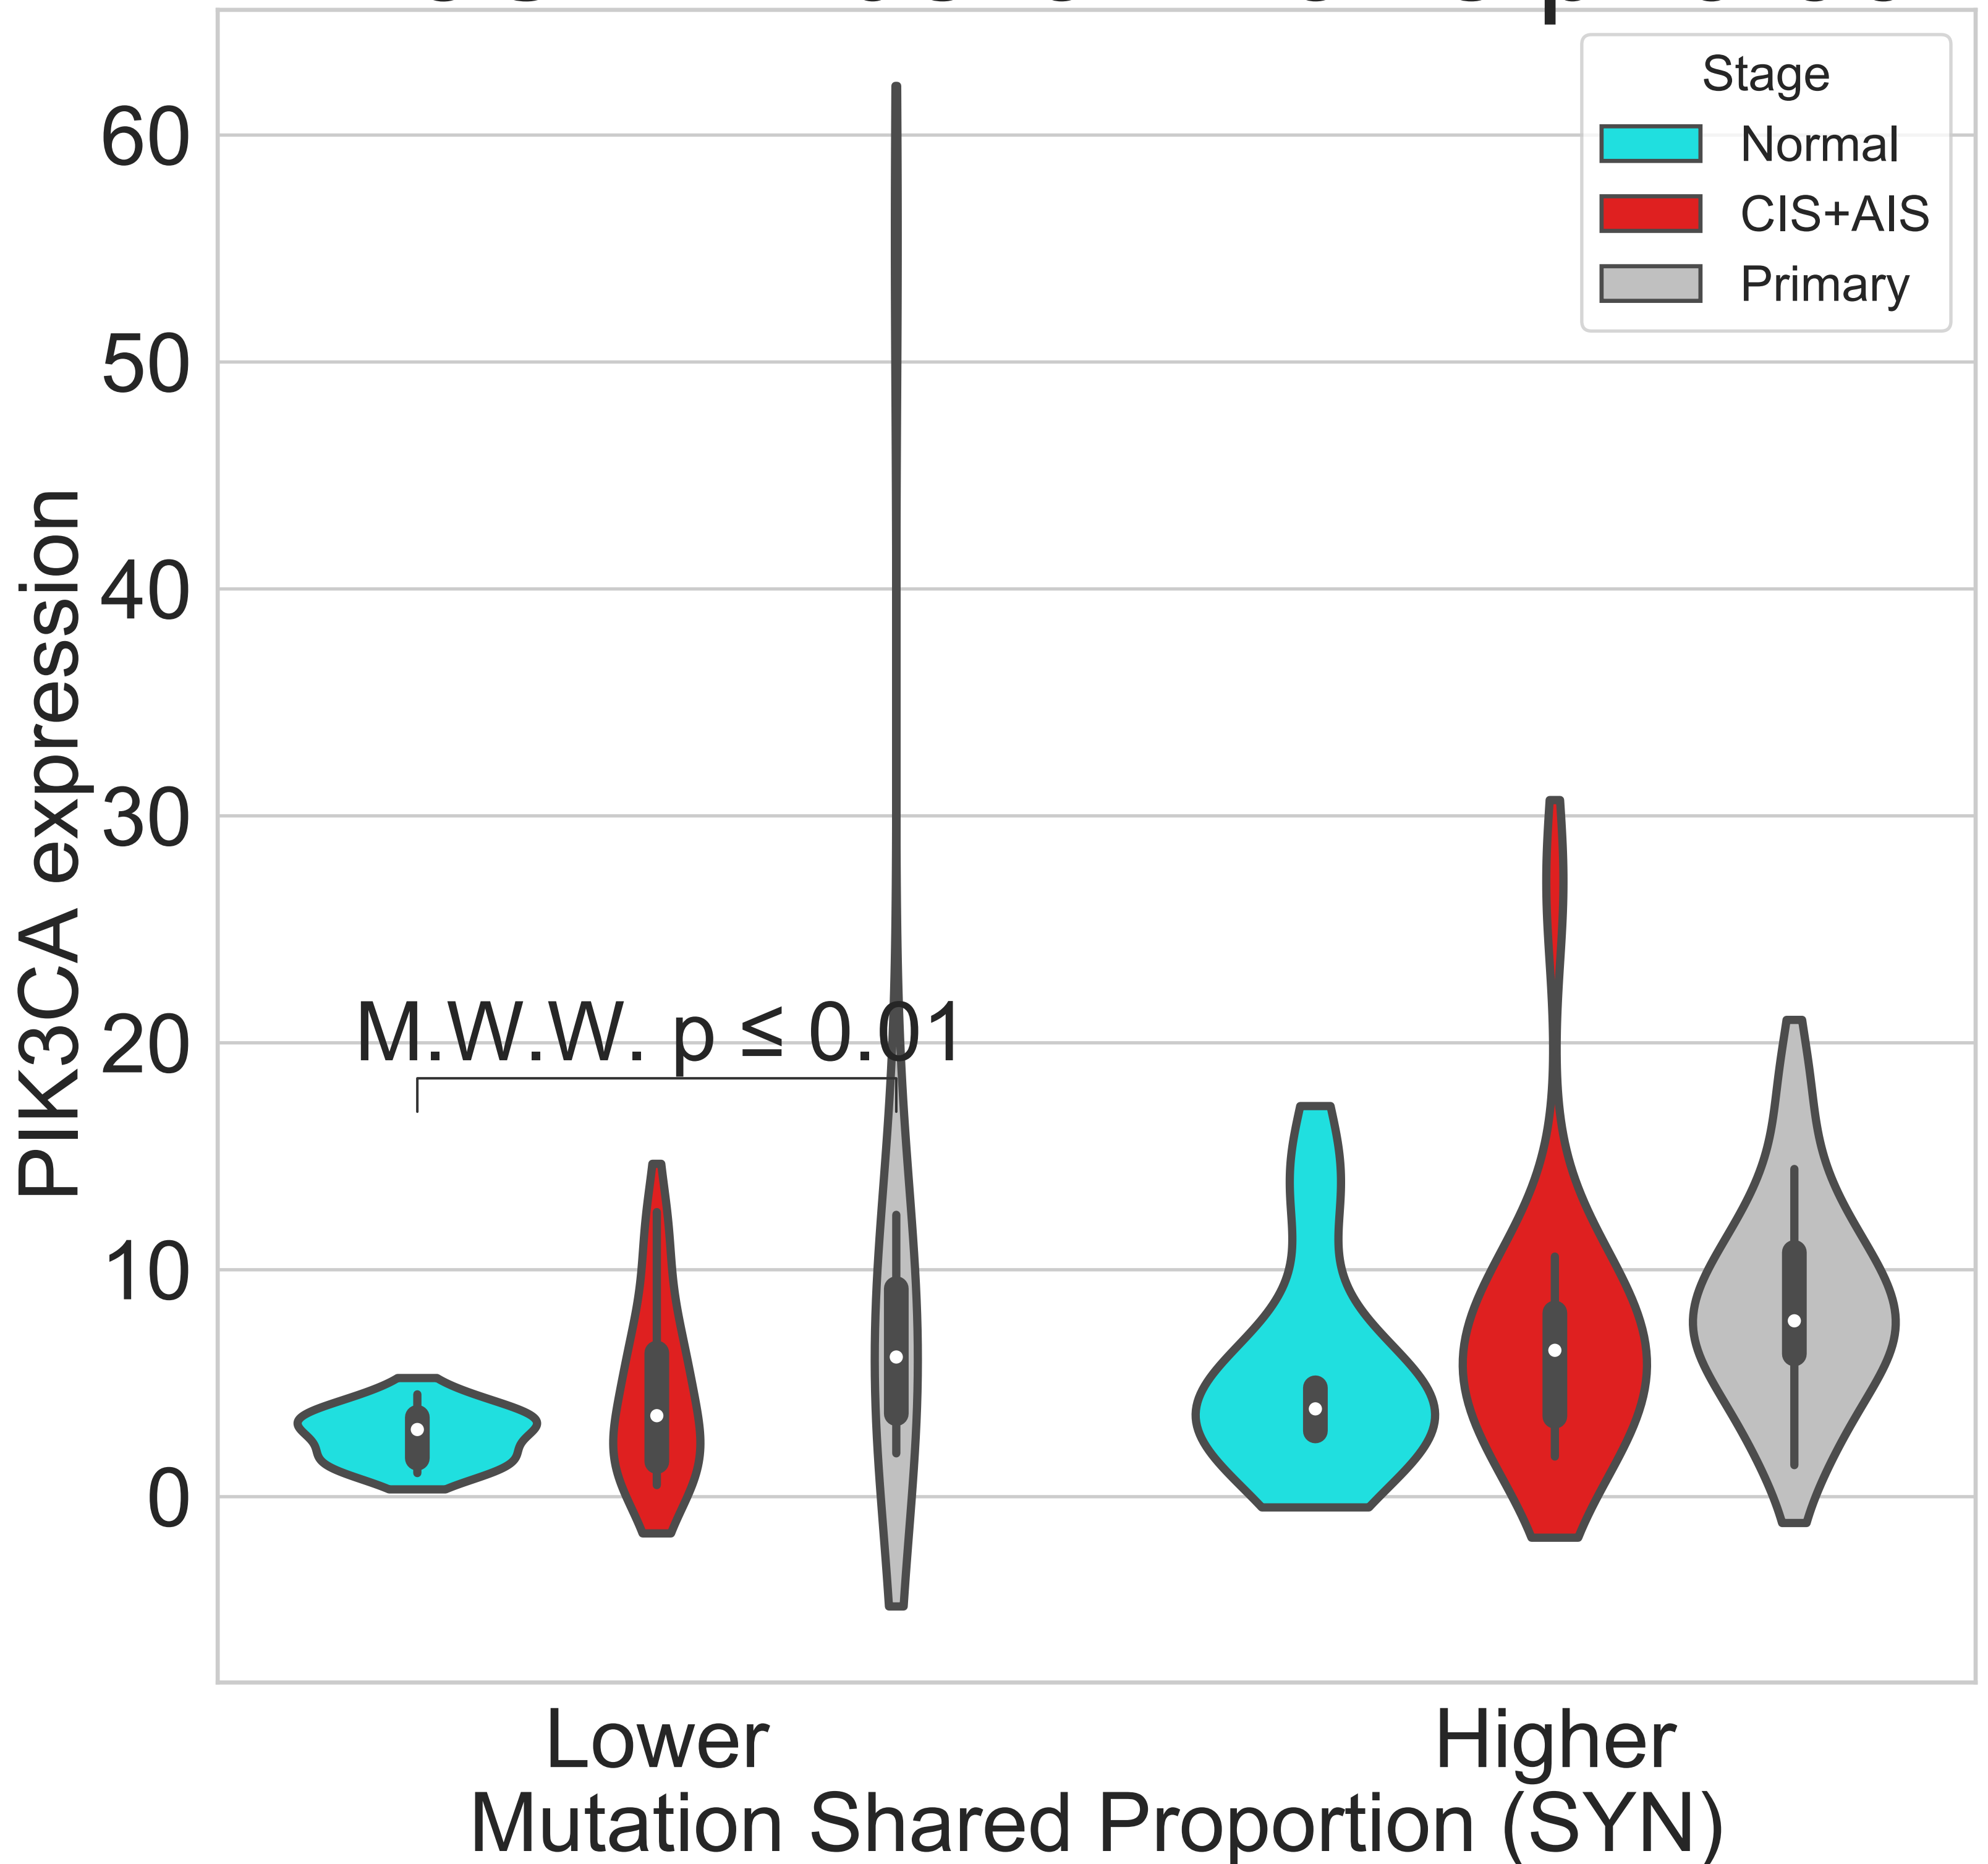 Stage
Normal
CIS+AIS
Primary
60
50
40
30
20
10
0
PIK3CA expression
M.W.W. p ≤ 0.01
Lower
Higher
Mutation Shared Proportion (SYN)